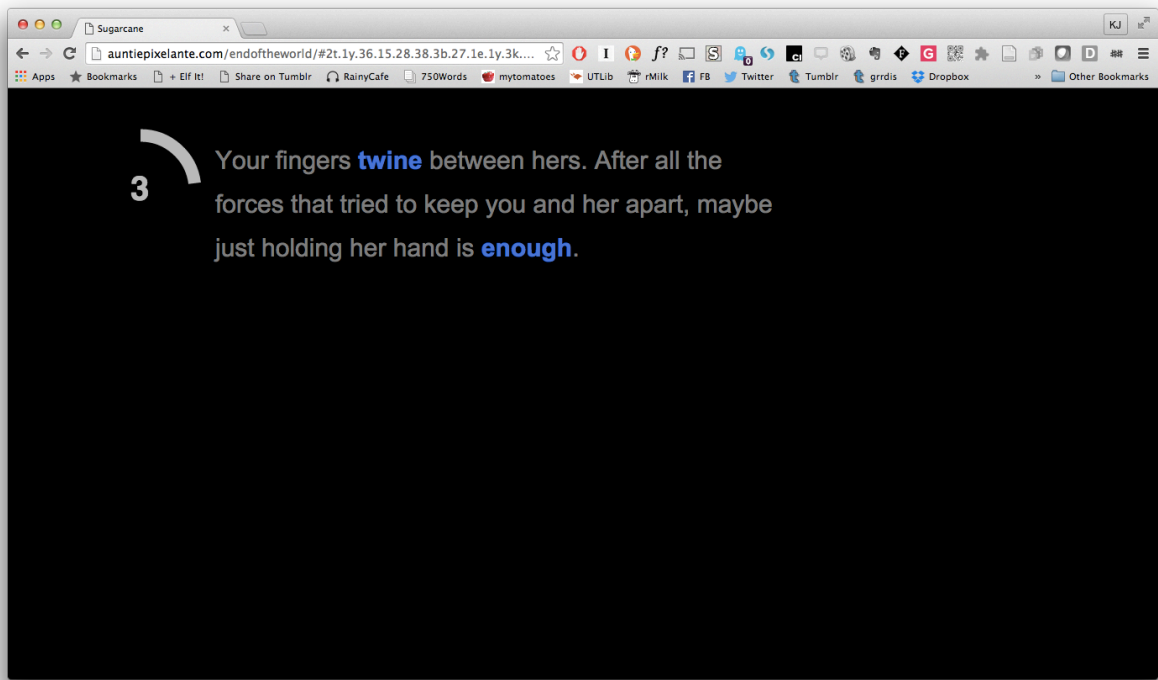 Sugarcane
KJ
auntiepixelante.com/endoftheworld/#2t.1y.36.15.28.38.3b.27.1e.1y.3k....
Apps Bookmarks + Elf It! Share on Tumblr RainyCafe 750Words mytomatoes UTLib rMilk FB Twitter Tumblr grrdis Dropbox » Other Bookmarks
3
Your fingers twine between hers. After all the
forces that tried to keep you and her apart, maybe
just holding her hand is enough.